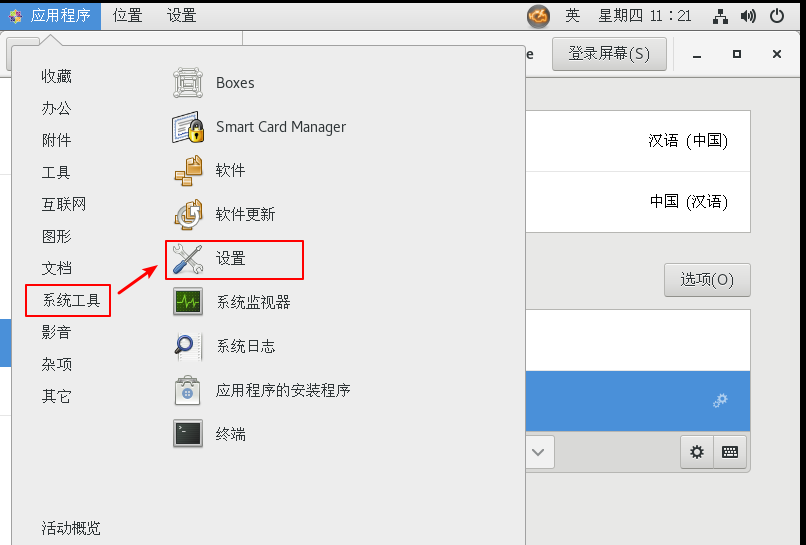 应用程序 位置 设置 英 星期四 11：21
e 登录屏幕(S)
收藏
办公
附件
工具
互联网
图形
文档
系统工具
影音
杂项
其它
活动概览
Boxes
Smart Card Manager
软件
软件更新
设置
系统监视器
系统日志
应用程序的安装程序
终端
汉语 (中国)
中国 (汉语)
选项(O)